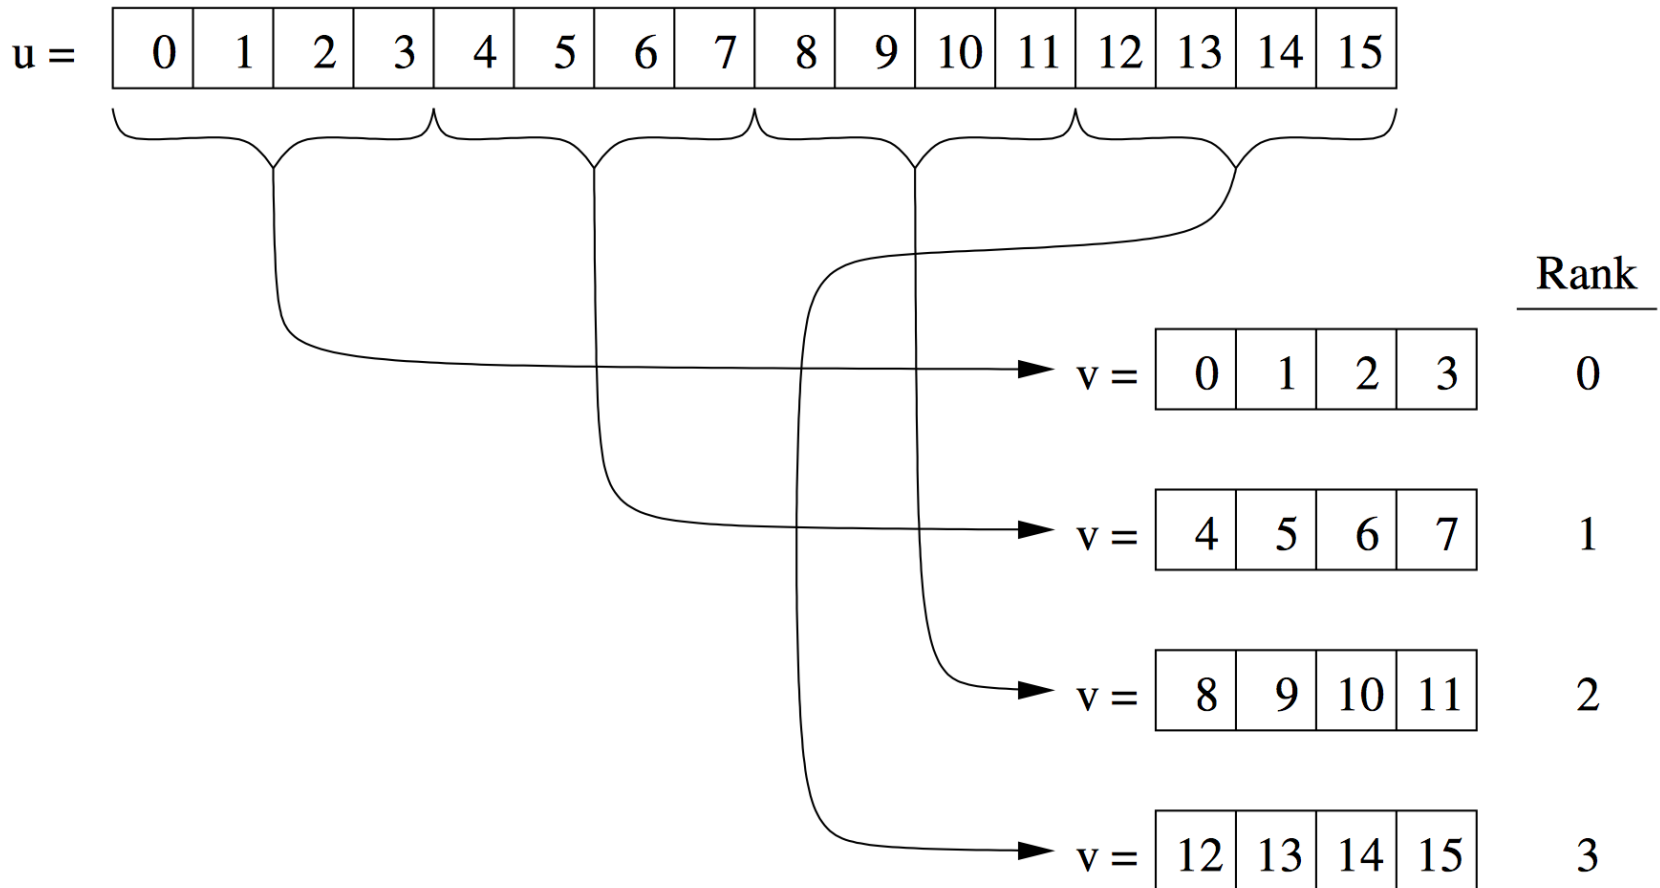 u = 0 1 2 3 4 5 6 7 8 9 10 11 12 13 14 15
Rank
v = 0 1 2 3 0
v = 4 5 6 7 1
v = 8 9 10 11 2
v = 12 13 14 15 3